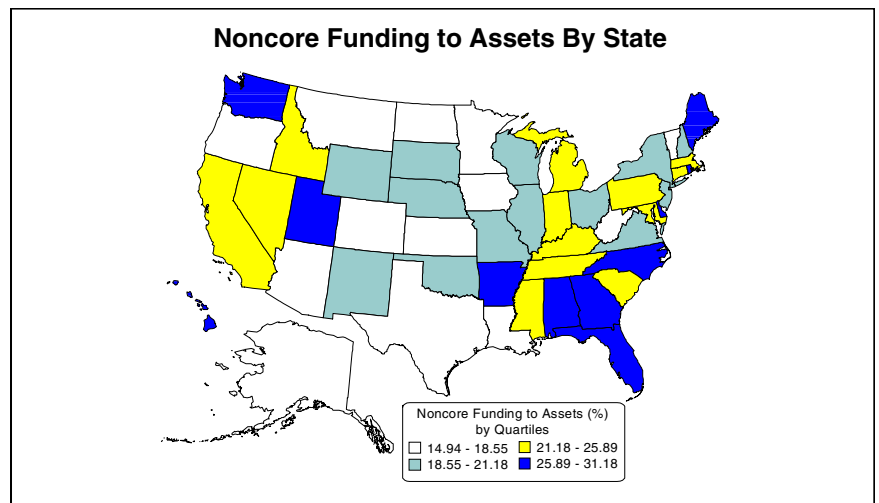 Noncore Funding to Assets By State
Noncore Funding to Assets (%)
by Quartiles
14.94 - 18.55
21.18 - 25.89
18.55 - 21.18
25.89 - 31.18